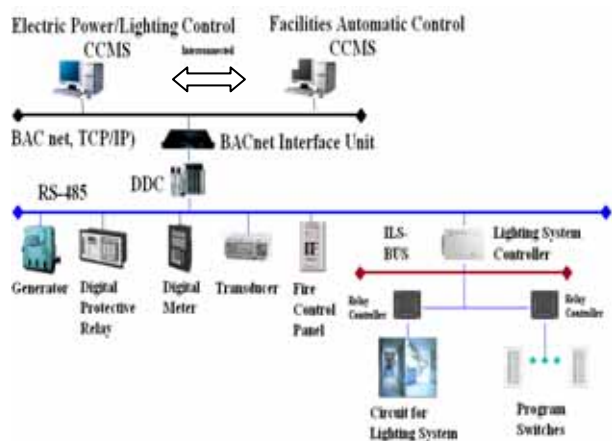 Electric Power/Lighting Control
CCMS
Interconnected
Facilities Automatic Control
CCMS
BAC net, TCP/IP)
BACnet Interface Unit
DDC
RS-485
Generator
Digital
Protective
Relay
Digital
Meter
Transducer
Fire
Control
Panel
ILS-
BUS
Lighting System
Controller
Relay
Controller
Relay
Controller
Circuit for
Lighting System
Program
Switches